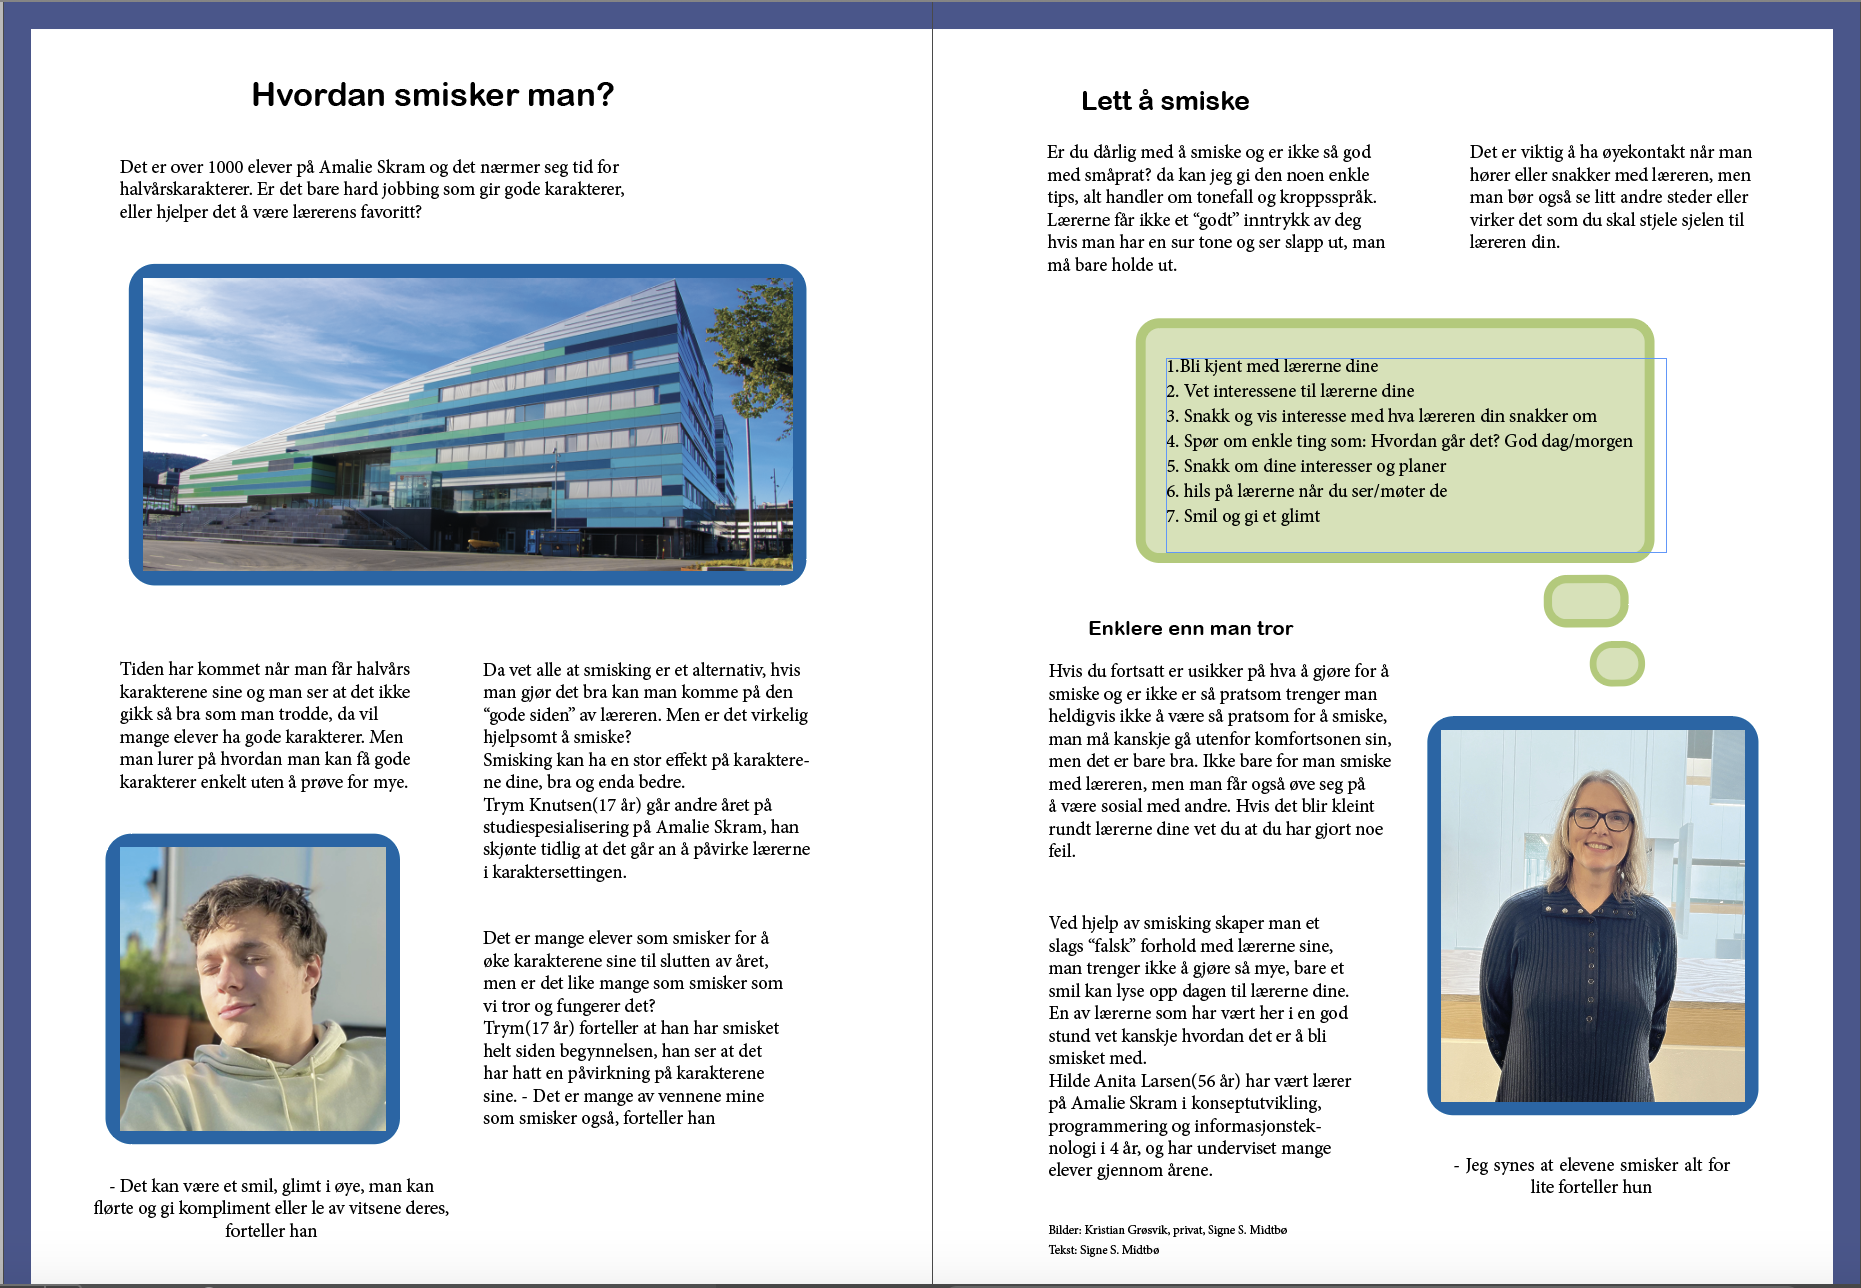 Hvordan smisker man?
Det er over 1000 elever på Amalie Skram og det nærmer seg tid for
halvårskarakterer. Er det bare hard jobbing som gir gode karakterer,
eller hjelper det å være lærerens favoritt?
Tiden har kommet når man får halvårs
karakterene sine og man ser at det ikke
gikk så bra som man trodde, da vil
mange elever ha gode karakterer. Men
man lurer på hvordan man kan få gode
karakterer enkelt uten å prøve for mye.
- Det kan være et smil, glimt i øye, man kan
flørte og gi kompliment eller le av vitsene deres,
forteller han
Da vet alle at smisking er et alternativ, hvis
man gjør det bra kan man komme på den
“gode siden” av læreren. Men er det virkelig
hjelpsomt å smiske?
Smisking kan ha en stor effekt på karaktere-
ne dine, bra og enda bedre.
Trym Knutsen(17 år) går andre året på
studiespesialisering på Amalie Skram, han
skjønte tidlig at det går an å påvirke lærerne
i karaktersettingen.
Det er mange elever som smisker for å
øke karakterene sine til slutten av året,
men er det like mange som smisker som
vi tror og fungerer det?
Trym(17 år) forteller at han har smisket
helt siden begynnelsen, han ser at det
har hatt en påvirkning på karakterene
sine. - Det er mange av vennene mine
som smisker også, forteller han
Lett å smiske
Er du dårlig med å smiske og er ikke så god
med småprat? da kan jeg gi den noen enkle
tips, alt handler om tonefall og kroppsspråk.
Lærerne får ikke et “godt” inntrykk av deg
hvis man har en sur tone og ser slapp ut, man
må bare holde ut.
Det er viktig å ha øyekontakt når man
hører eller snakker med læreren, men
man bør også se litt andre steder eller
virker det som du skal stjele sjelen til
læreren din.
1.Bli kjent med lærerne dine
2. Vet interessene til lærerne dine
3. Snakk og vis interesse med hva læreren din snakker om
4. Spør om enkle ting som: Hvordan går det? God dag/morgen
5. Snakk om dine interesser og planer
6. hils på lærerne når du ser/møter de
7. Smil og gi et glimt
Enklere enn man tror
Hvis du fortsatt er usikker på hva å gjøre for å
smiske og er ikke er så pratsom trenger man
heldigvis ikke å være så pratsom for å smiske,
man må kanskje gå utenfor komfortsonen sin,
men det er bare bra. Ikke bare for man smiske
med læreren, men man får også øve seg på
å være sosial med andre. Hvis det blir kleint
rundt lærerne dine vet du at du har gjort noe
feil.
Ved hjelp av smisking skaper man et
slags “falsk” forhold med lærerne sine,
man trenger ikke å gjøre så mye, bare et
smil kan lyse opp dagen til lærerne dine.
En av lærerne som har vært her i en god
stund vet kanskje hvordan det er å bli
smisket med.
Hilde Anita Larsen(56 år) har vært lærer
på Amalie Skram i konseptutvikling,
programmering og informasjonstek-
nologi i 4 år, og har underviset mange
elever gjennom årene.
- Jeg synes at elevene smisker alt for
lite forteller hun
Bilder: Kristian Grøsvik, privat, Signe S. Midtbø
Tekst: Signe S. Midtbø